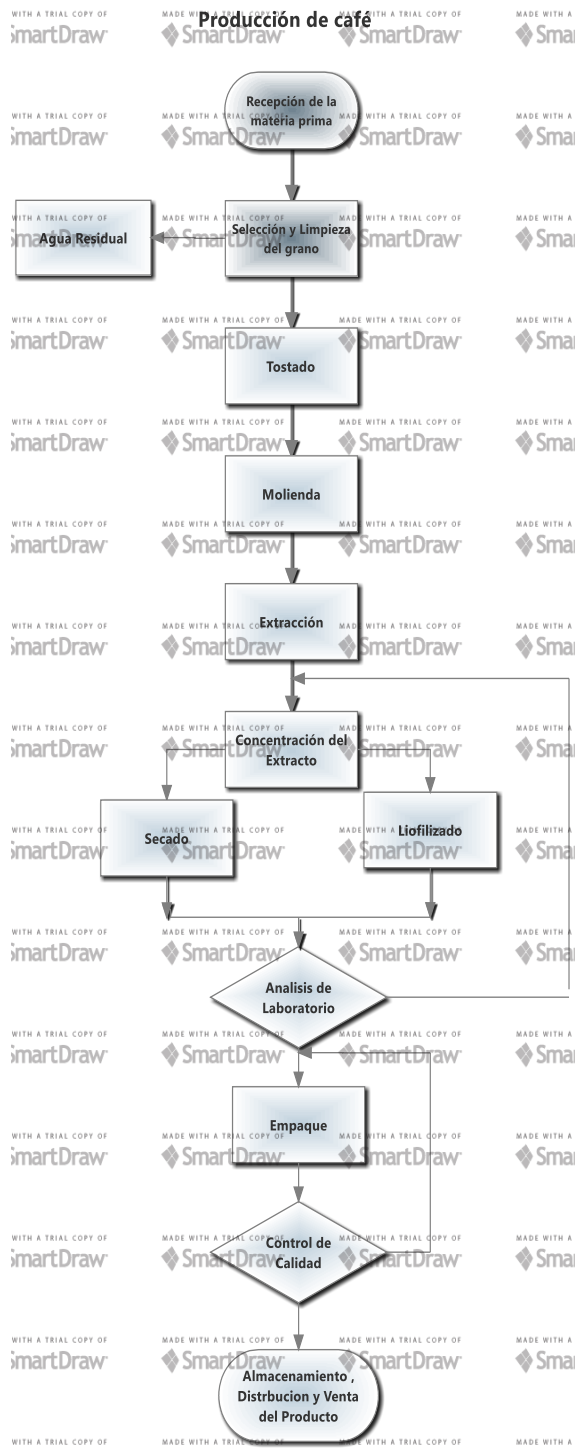 Producción de café
Recepción de la
materia prima
Agua Residual
Selección y Limpieza
del grano
Tostado
Molienda
Extracción
Concentración del
Extracto
Secado
Liofilizado
Analisis de
Laboratorio
Empaque
Control de
Calidad
Almacenamiento ,
Distrbucion y Venta
del Producto
MADE WITH A TRIAL COPY OF
SmartDraw